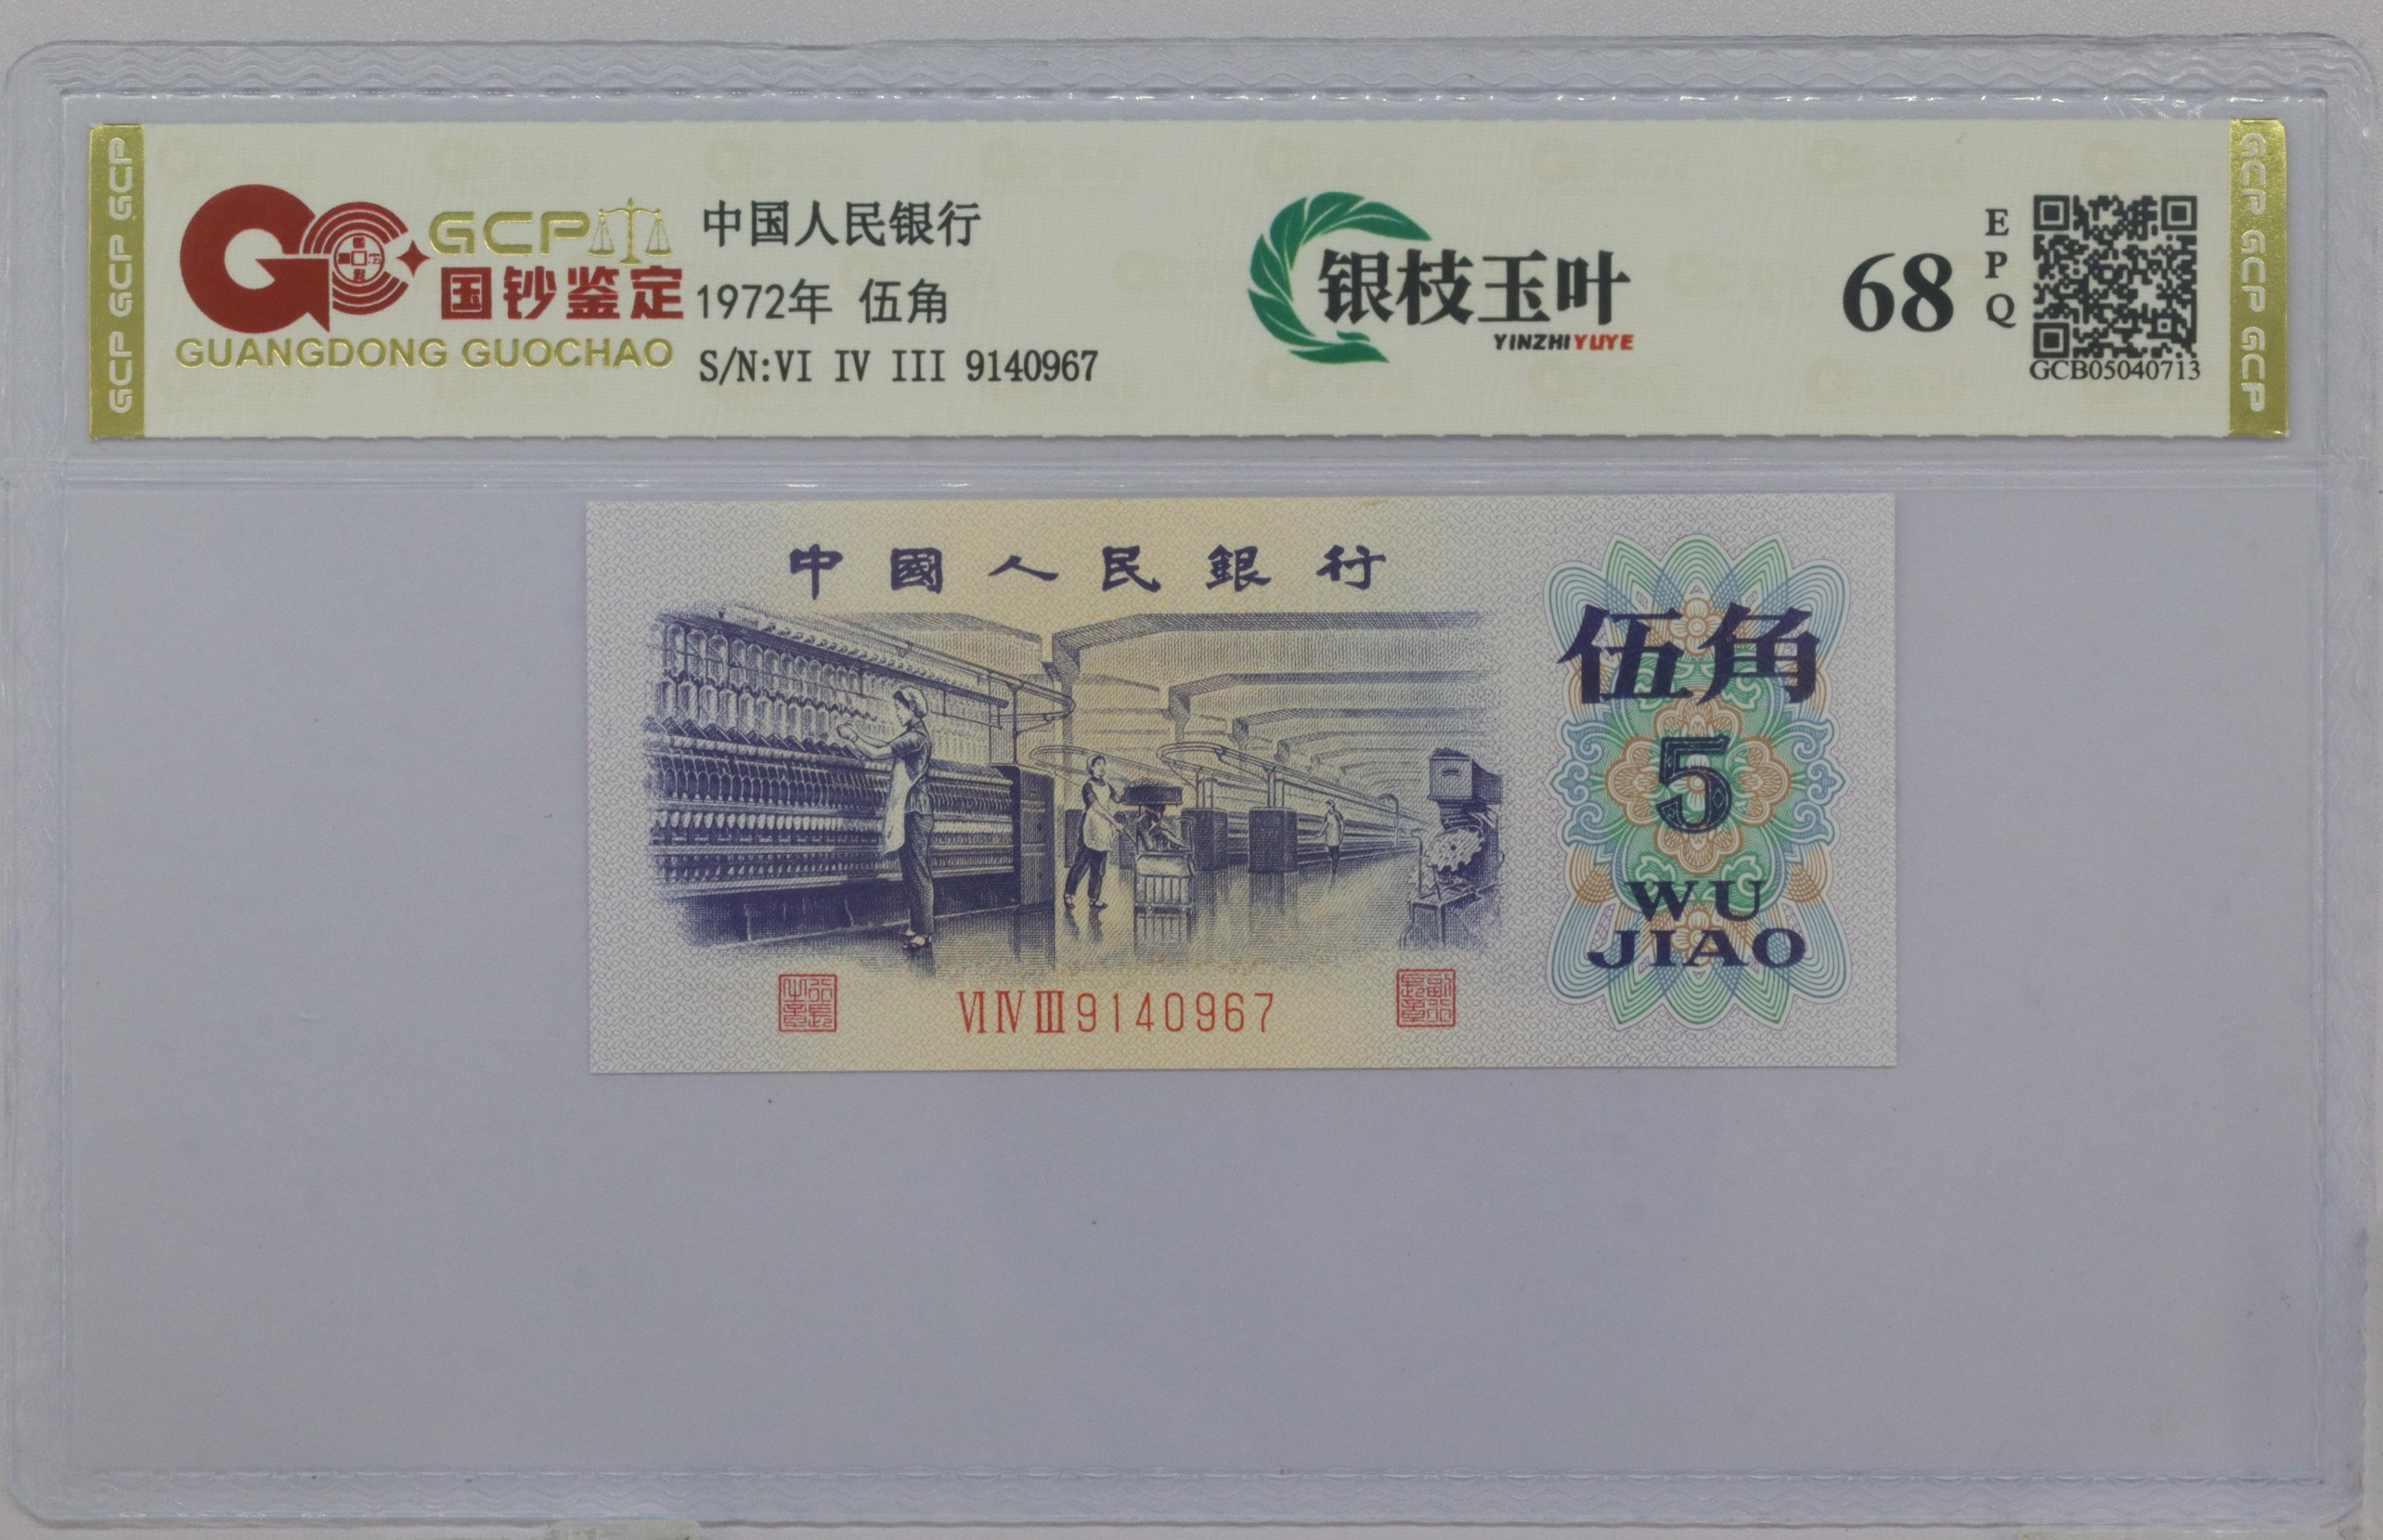 GCP GCP GCP
GCP
国钞鉴定
GUANGDONG GUOCHAO
中国人民银行
1972年 伍角
S/N:VI IV III 9140967
银枝玉叶
YINZHIYUYE
68
EPQ
GCB05040713
GCP GCP GCP
中國人民銀行
伍角
5
WU
JIAO
VI IV III 9140967